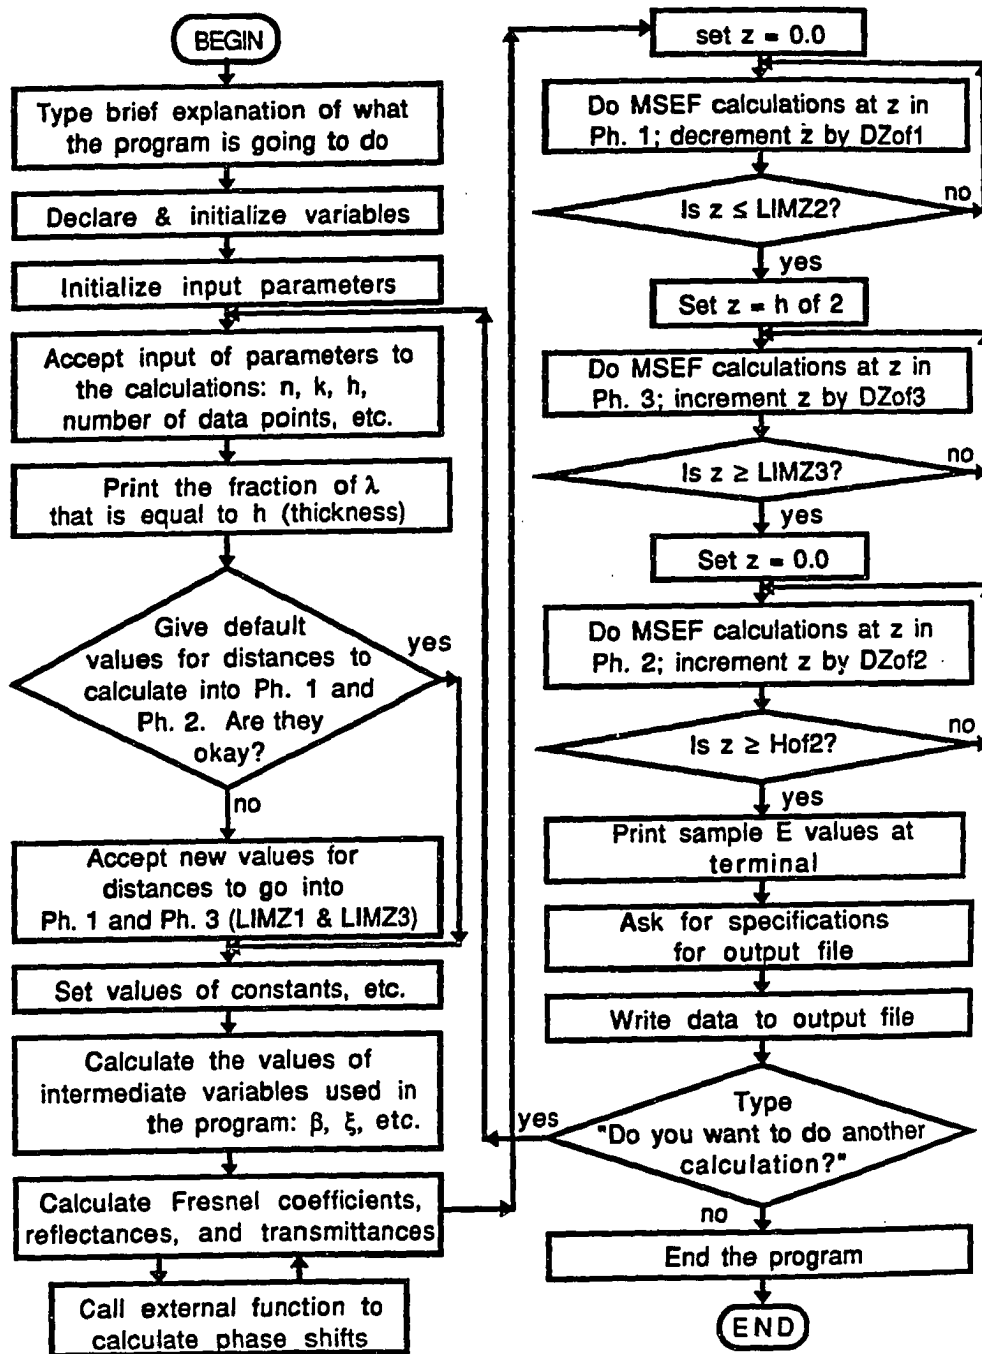 BEGIN
Type brief explanation of what
the program is going to do
Declare & initialize variables
Initialize input parameters
Accept input of parameters to
the calculations: n, k, h,
number of data points, etc.
Print the fraction of λ
that is equal to h (thickness)
Give default
values for distances to
calculate into Ph. 1 and
Ph. 2. Are they
okay?
yes
no
Accept new values for
distances to go into
Ph. 1 and Ph. 3 (LIMZ1 & LIMZ3)
Set values of constants, etc.
Calculate the values of
intermediate variables used in
the program: β, ξ, etc.
Calculate Fresnel coefficients,
reflectances, and transmittances
Call external function to
calculate phase shifts
set z = 0.0
Do MSEF calculations at z in
Ph. 1; decrement z by DZof1
Is z ≤ LIMZ2?
no
yes
Set z = h of 2
Do MSEF calculations at z in
Ph. 3; increment z by DZof3
Is z ≥ LIMZ3?
no
yes
Set z = 0.0
Do MSEF calculations at z in
Ph. 2; increment z by DZof2
Is z ≥ Hof2?
no
yes
Print sample E values at
terminal
Ask for specifications
for output file
Write data to output file
Type
"Do you want to do another
calculation?"
yes
no
End the program
END